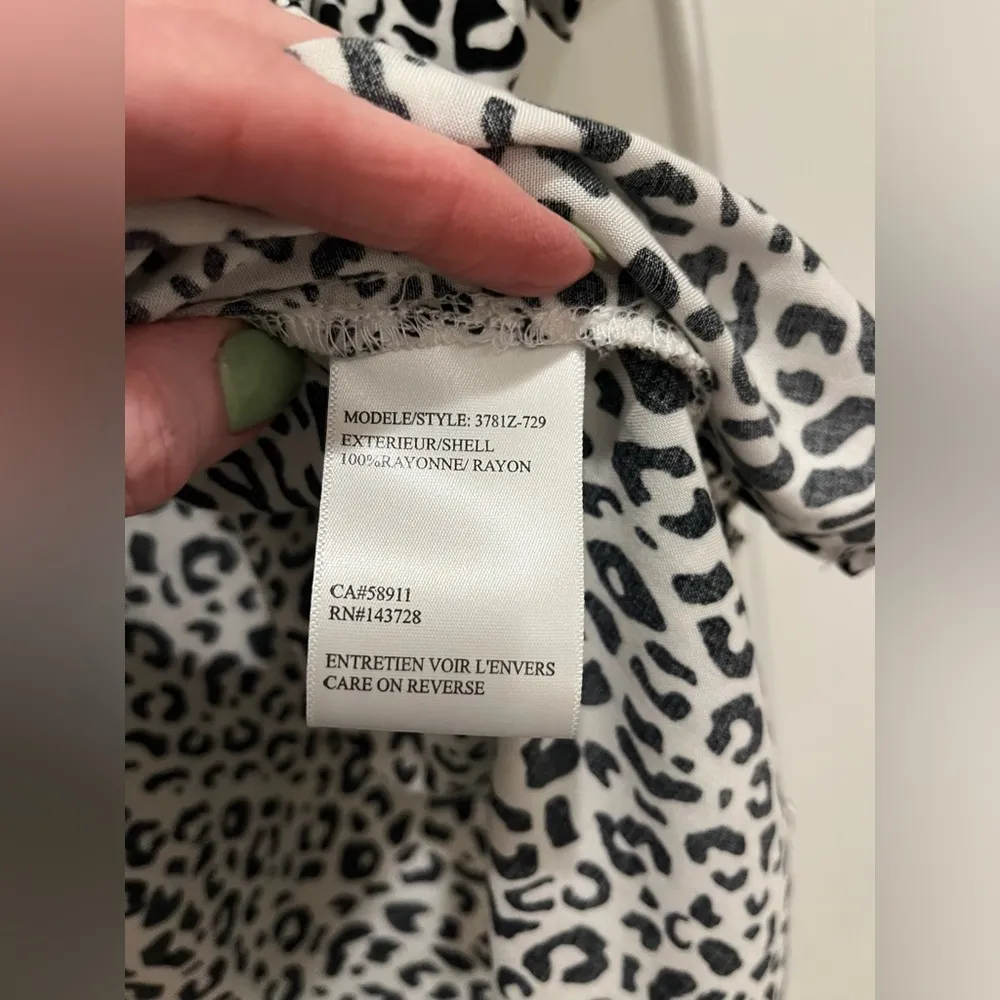 MODELE/STYLE: 3781Z-729
EXTERIEUR/SHELL
100%RAYONNE/ RAYON
CA#58911
RN#143728
ENTRETIEN VOIR L'ENVERS
CARE ON REVERSE